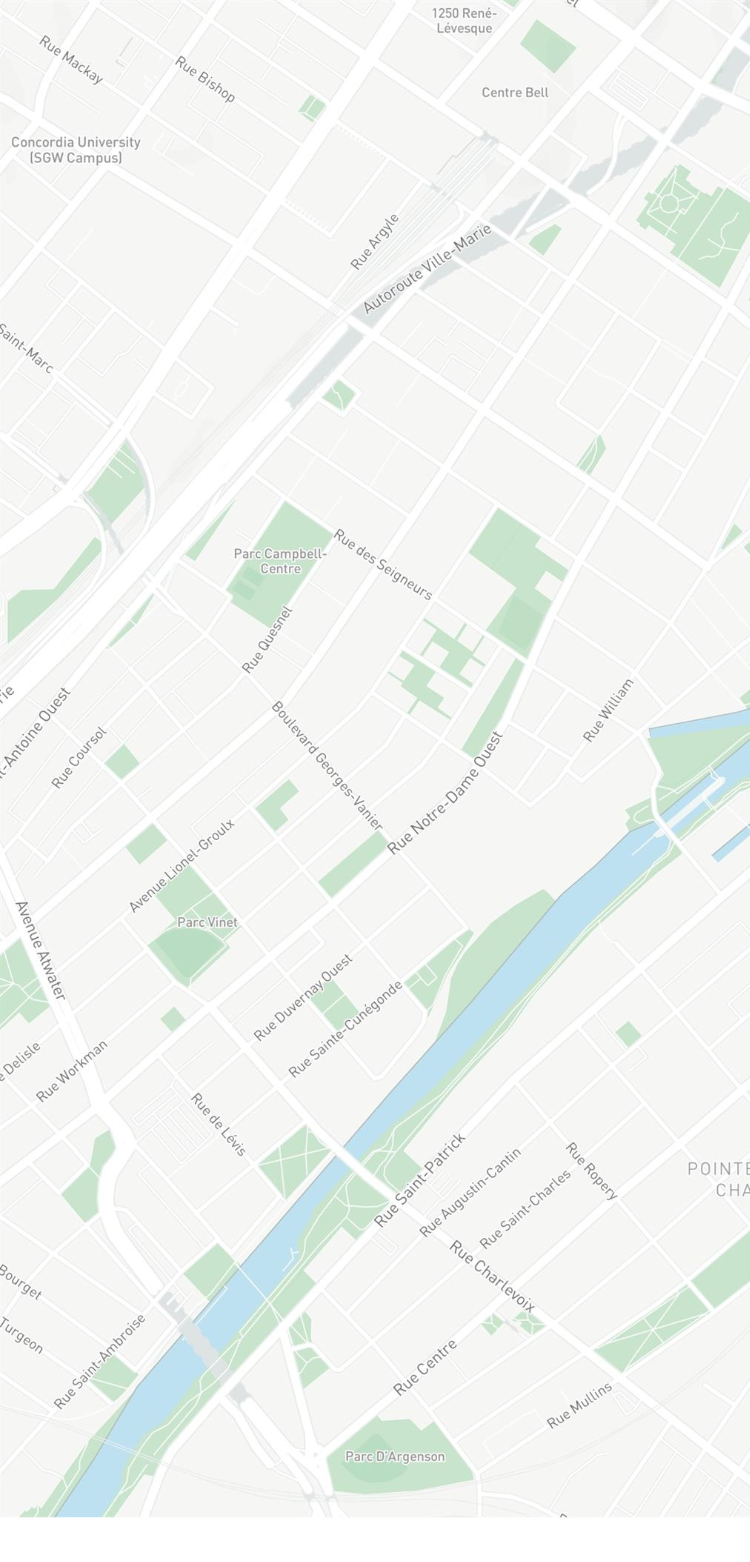 1250 René-
Lévesque
Rue Mackay
Rue Bishop
Centre Bell
Concordia University
(SGW Campus)
Rue Argyle
Autoroute Ville-Marie
Saint-Marc
Rue des Seigneurs
Parc Campbell-
Centre
Rue Quesnel
Rue William
rie
t-Antoine Ouest
Rue Coursol
Boulevard Georges-Vanier
Rue Notre-Dame Ouest
Avenue Lionel-Groulx
Parc Vinet
Avenue Atwater
Rue Duvernay Ouest
Rue Sainte-Cunégonde
e Delisle
Rue Workman
Rue de Lévis
Rue Saint-Patrick
Rue Augustin-Cantin
Rue Saint-Charles
Rue Ropery
POINTE
CHA
Rue Charlevoix
Bourget
Turgeon
Rue Saint-Ambroise
Rue Centre
Rue Mullins
Parc D'Argenson